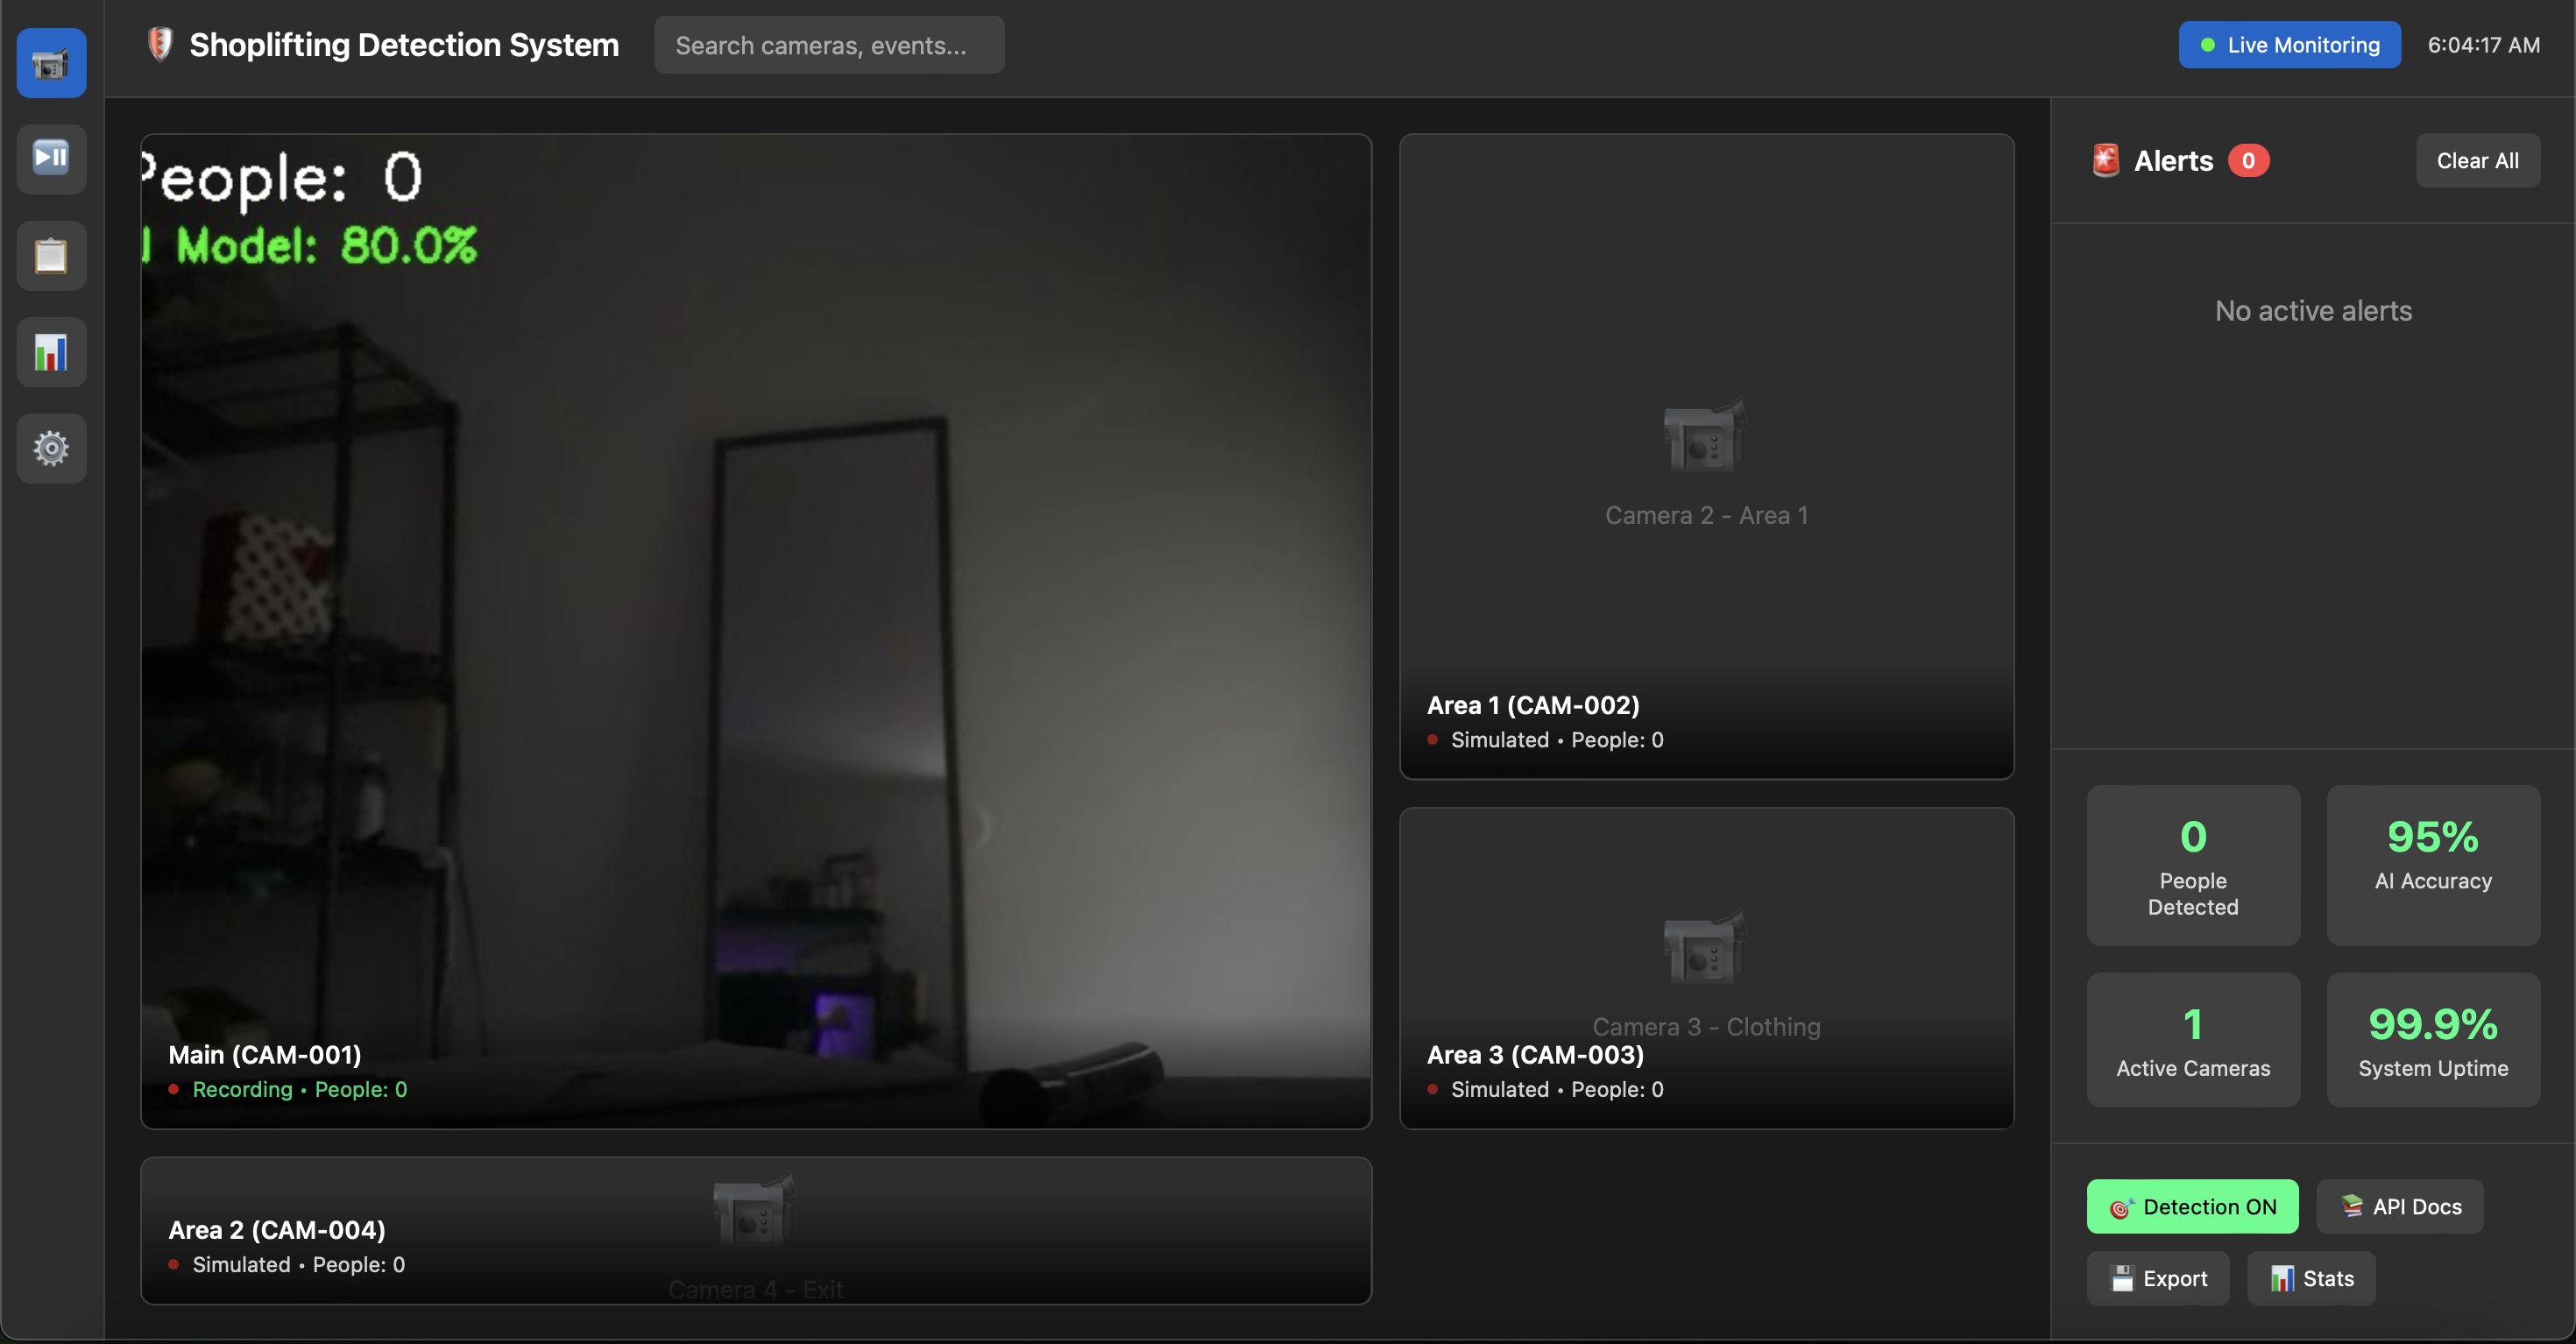 Shoplifting Detection System
Search cameras, events...
Live Monitoring
6:04:17 AM
People: 0
Model: 80.0%
Main (CAM-001)
Recording • People: 0
Camera 2 - Area 1
Area 1 (CAM-002)
Simulated • People: 0
Camera 3 - Clothing
Area 3 (CAM-003)
Simulated • People: 0
Area 2 (CAM-004)
Simulated • People: 0
Camera 4 - Exit
Alerts 0
Clear All
No active alerts
0
People
Detected
95%
AI Accuracy
1
Active Cameras
99.9%
System Uptime
Detection ON
API Docs
Export
Stats